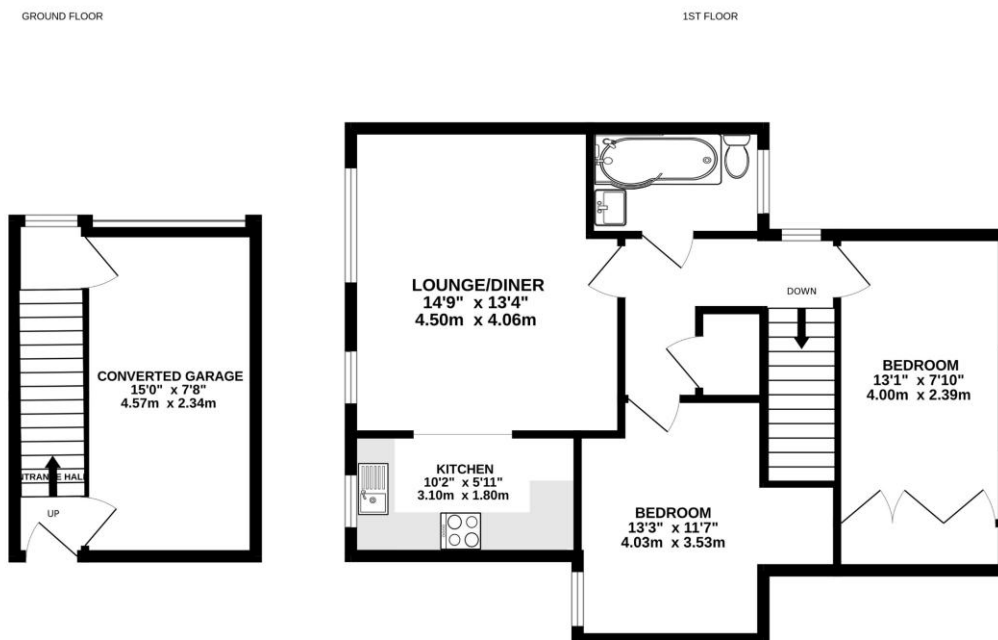 GROUND FLOOR
1ST FLOOR
CONVERTED GARAGE
15'0" x 7'8"
4.57m x 2.34m
NTRANCE HALL
UP
LOUNGE/DINER
14'9" x 13'4"
4.50m x 4.06m
DOWN
BEDROOM
13'1" x 7'10"
4.00m x 2.39m
KITCHEN
10'2" x 5'11"
3.10m x 1.80m
BEDROOM
13'3" x 11'7"
4.03m x 3.53m